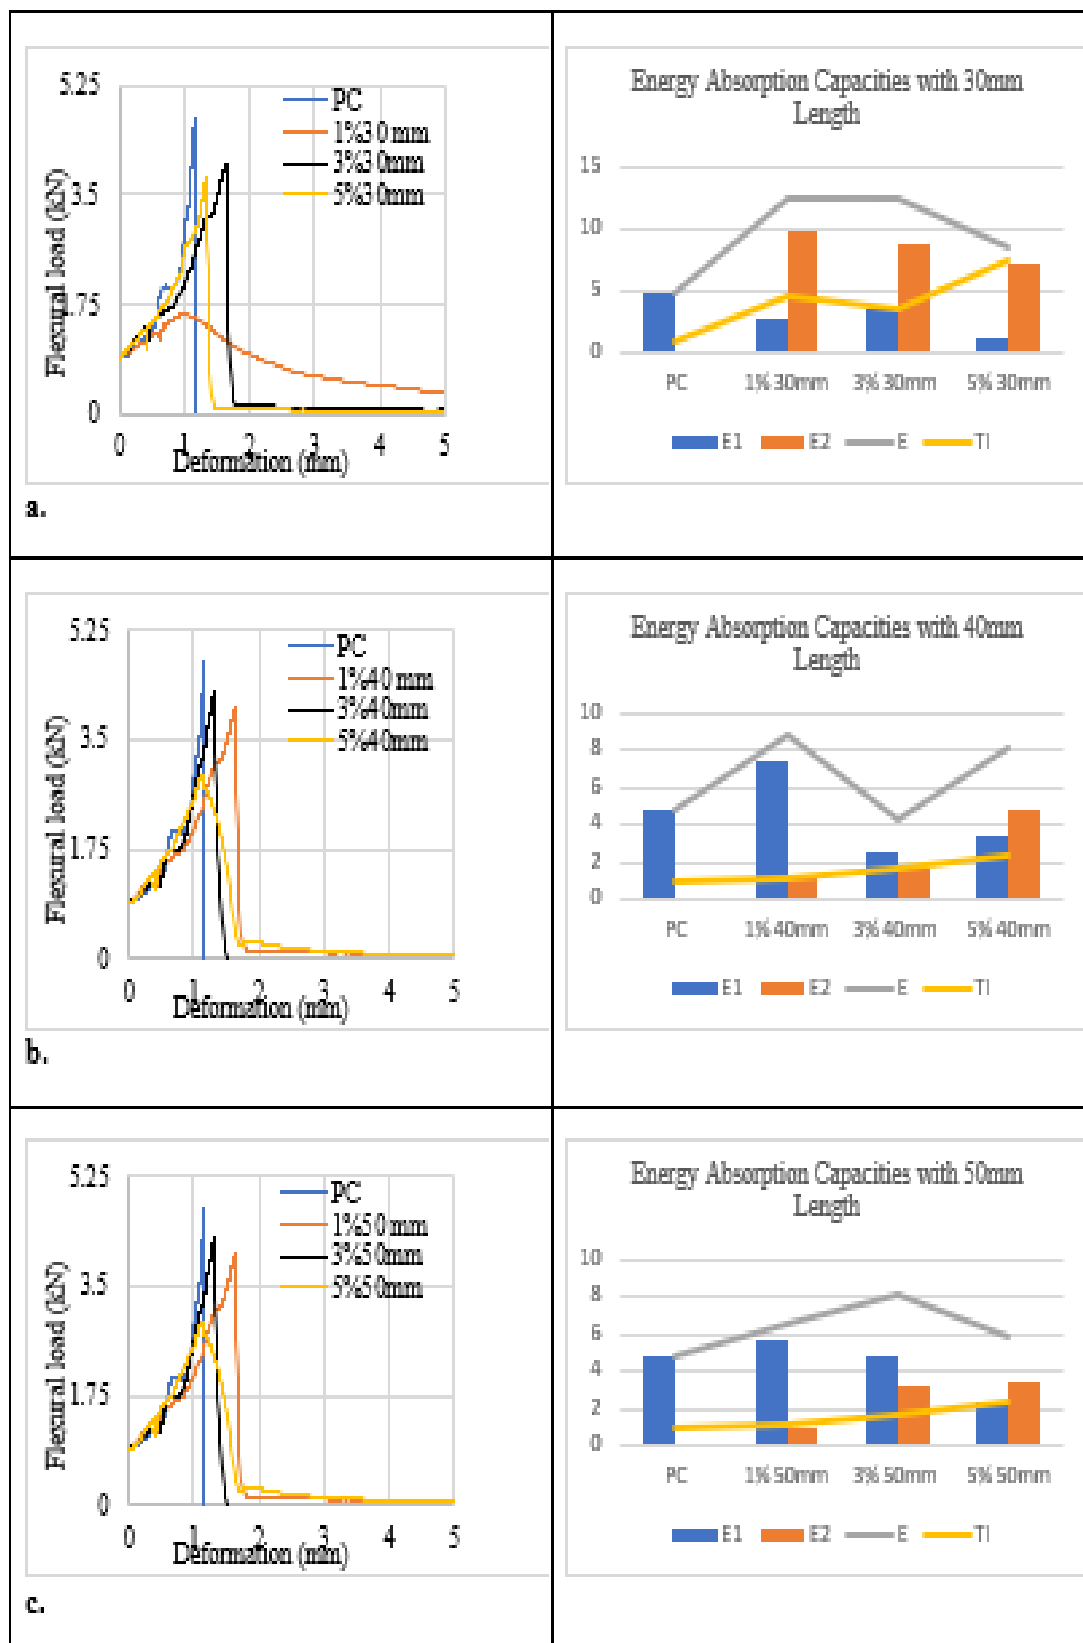 5.25
3.5
1.75
0
Flexural load (kN)
PC
1%30mm
3%30mm
5%30mm
0 1 2 3 4 5
Deformation (mm)
a.
Energy Absorption Capacities with 30mm
Length
15
10
5
0
PC 1% 30mm 3% 30mm 5% 30mm
E1 E2 E TI
5.25
3.5
1.75
0
Flexural load (kN)
PC
1%40mm
3%40mm
5%40mm
0 1 2 3 4 5
Deformation (mm)
b.
Energy Absorption Capacities with 40mm
Length
10
8
6
4
2
0
PC 1% 40mm 3% 40mm 5% 40mm
E1 E2 E TI
5.25
3.5
1.75
0
Flexural load (kN)
PC
1%50mm
3%50mm
5%50mm
0 1 2 3 4 5
Deformation (mm)
c.
Energy Absorption Capacities with 50mm
Length
10
8
6
4
2
0
PC 1% 50mm 3% 50mm 5% 50mm
E1 E2 E TI